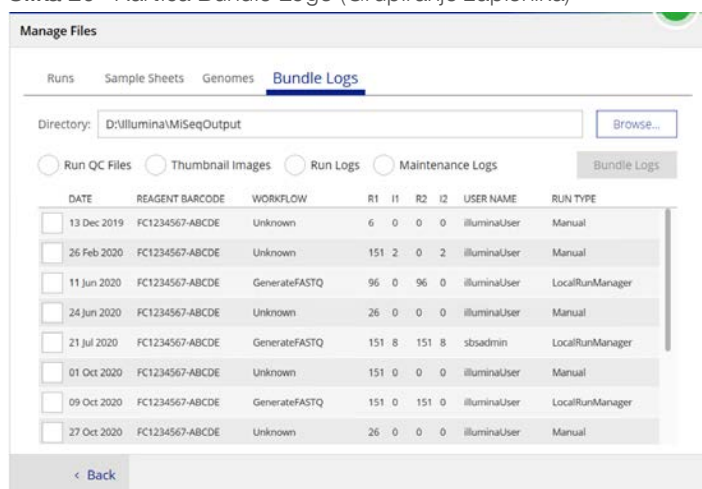 Manage Files
Runs Sample Sheets Genomes Bundle Logs
Directory: D:\Illumina\MiSeqOutput Browse...
Run QC Files Thumbnail Images Run Logs Maintenance Logs Bundle Logs
DATE REAGENT BARCODE WORKFLOW R1 I1 R2 I2 USER NAME RUN TYPE
13 Dec 2019 FC1234567-ABCDE Unknown 6 0 0 0 illuminaUser Manual
26 Feb 2020 FC1234567-ABCDE Unknown 151 2 0 2 illuminaUser Manual
11 Jun 2020 FC1234567-ABCDE GenerateFASTQ 96 0 96 0 illuminaUser LocalRunManager
24 Jun 2020 FC1234567-ABCDE Unknown 26 0 0 0 illuminaUser Manual
21 Jul 2020 FC1234567-ABCDE GenerateFASTQ 151 8 151 8 sbsadmin LocalRunManager
01 Oct 2020 FC1234567-ABCDE Unknown 151 0 0 0 illuminaUser Manual
09 Oct 2020 FC1234567-ABCDE GenerateFASTQ 151 0 151 0 illuminaUser LocalRunManager
27 Oct 2020 FC1234567-ABCDE Unknown 26 0 0 0 illuminaUser Manual
< Back